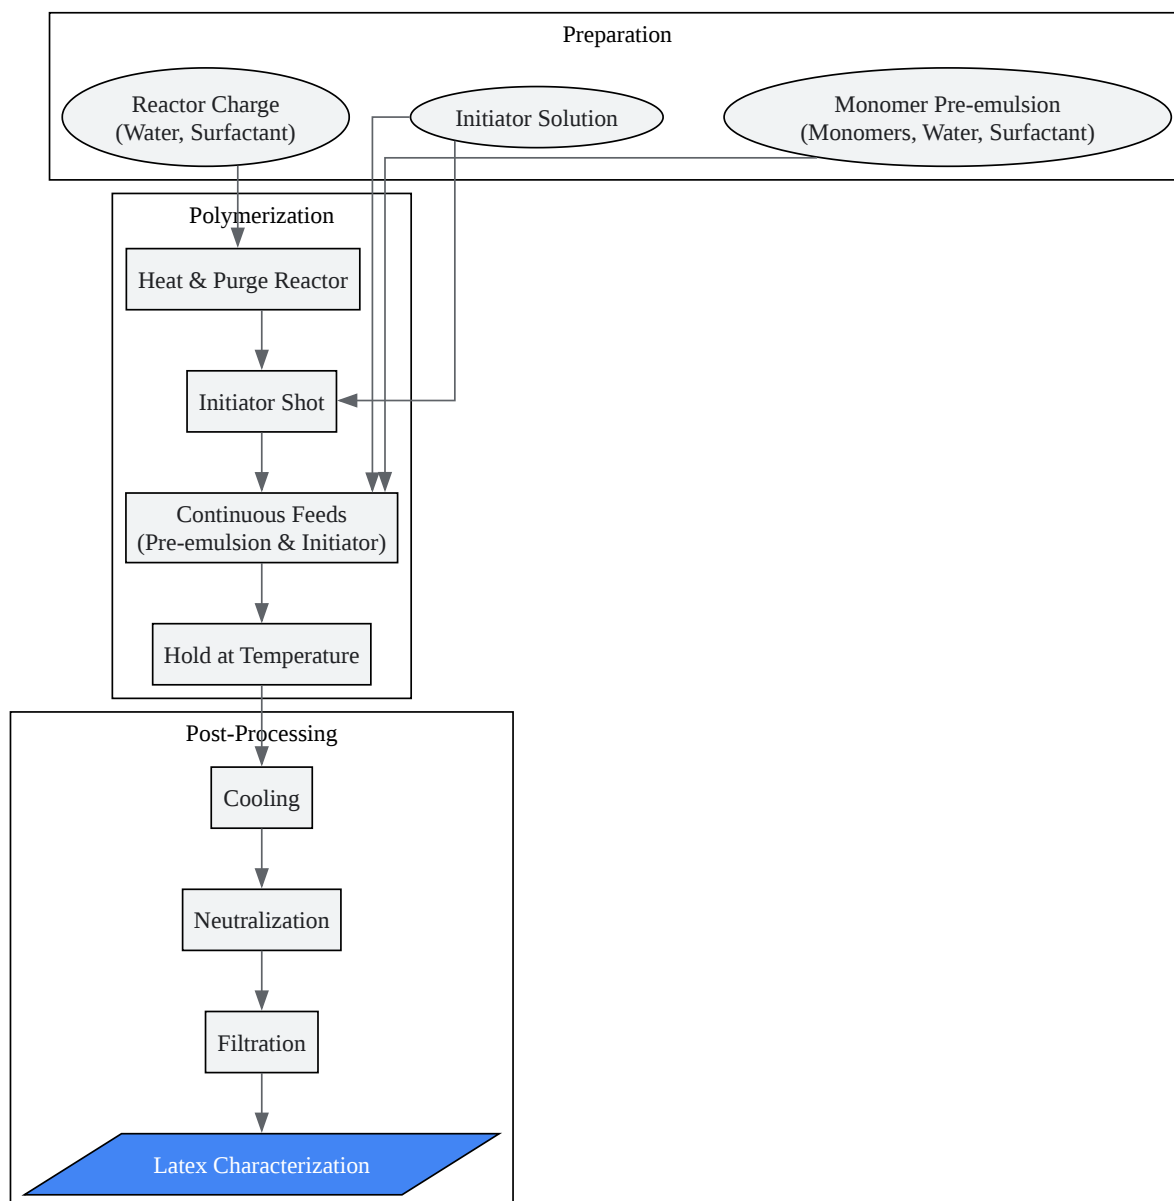 Preparation
Reactor Charge
(Water, Surfactant)
Initiator Solution
Monomer Pre-emulsion
(Monomers, Water, Surfactant)
Polymerization
Heat & Purge Reactor
Initiator Shot
Continuous Feeds
(Pre-emulsion & Initiator)
Hold at Temperature
Post-Processing
Cooling
Neutralization
Filtration
Latex Characterization